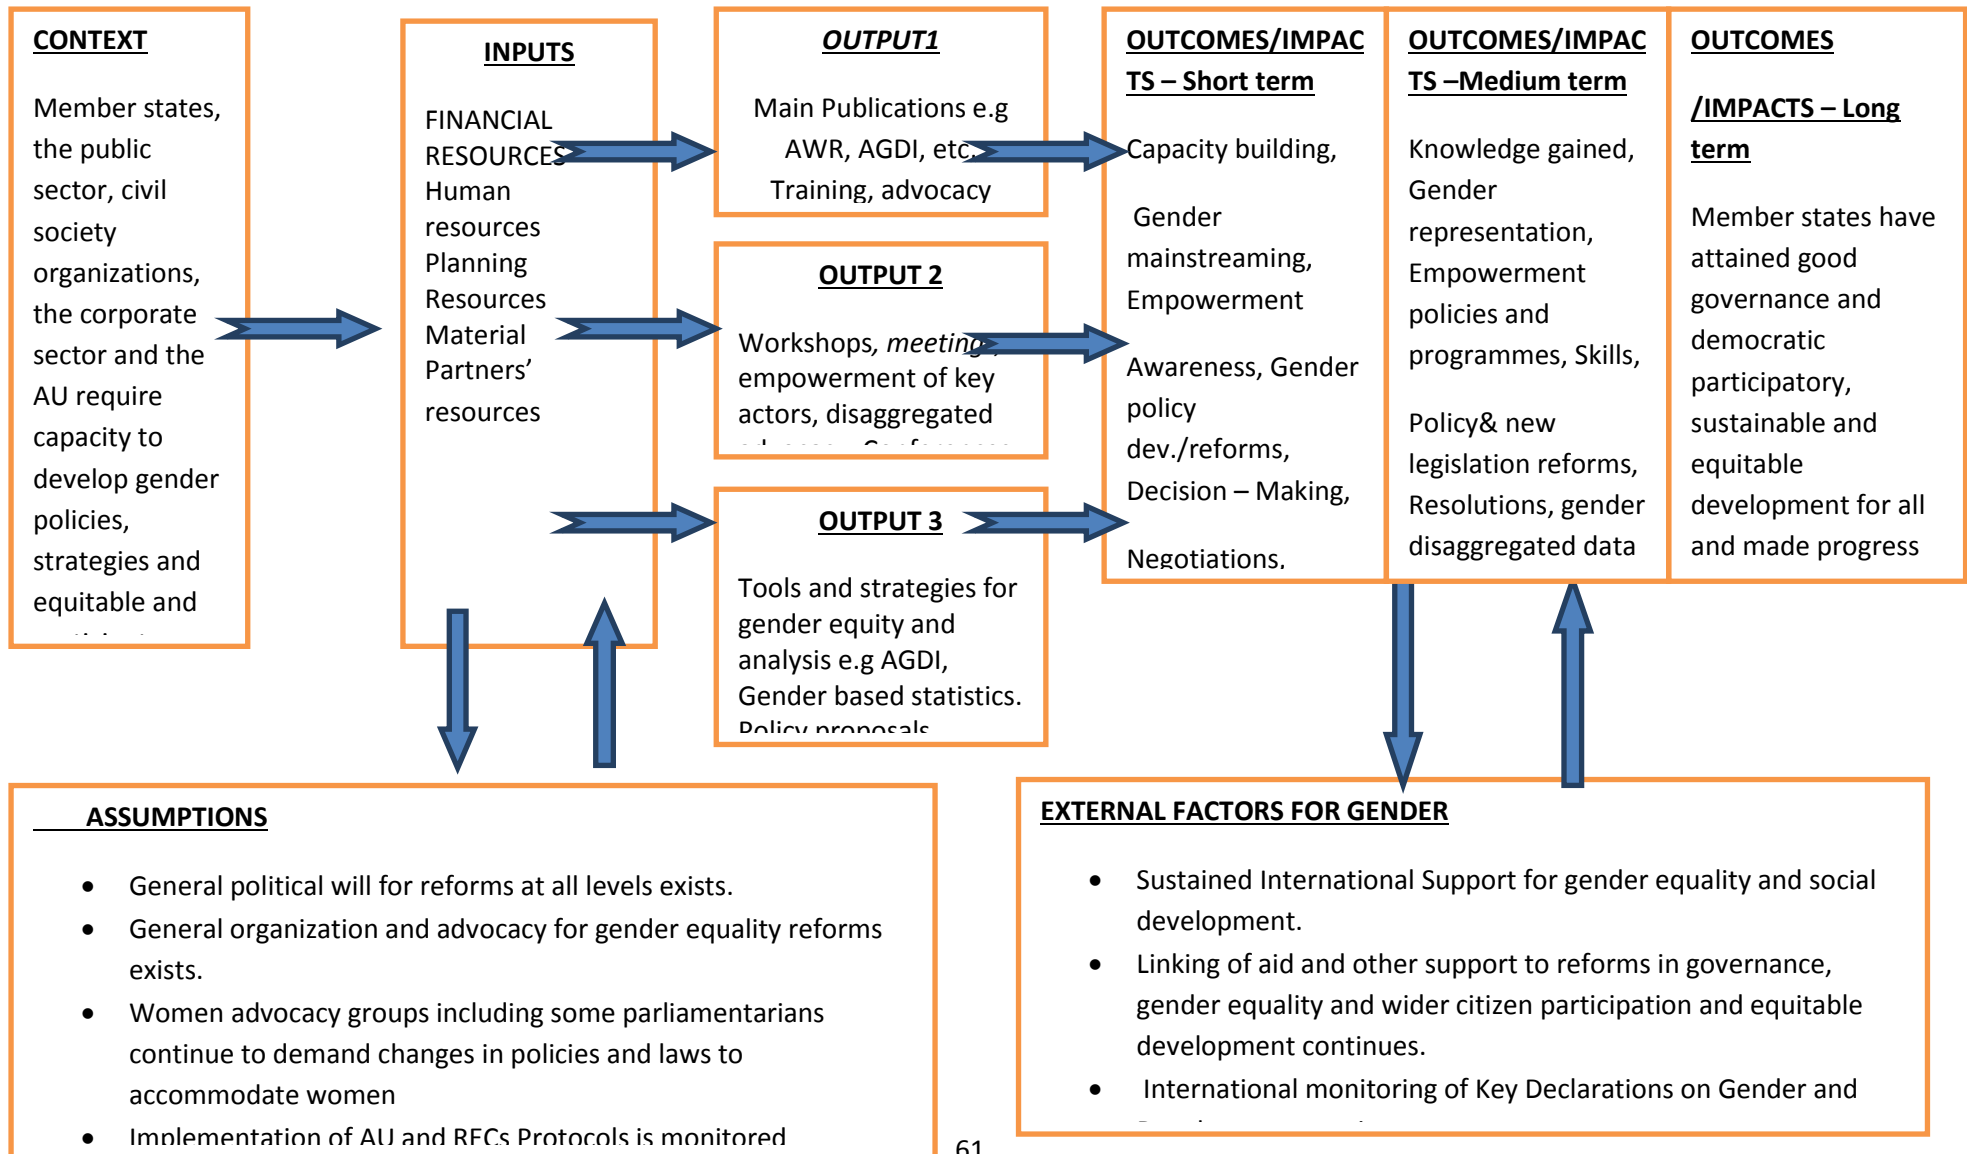 CONTEXT
Member states,
the public
sector, civil
society
organizations,
the corporate
sector and the
AU require
capacity to
develop gender
policies,
strategies and
equitable and
INPUTS
FINANCIAL
RESOURCES
Human
resources
Planning
Resources
Material
Partners’
resources
OUTPUT1
Main Publications e.g
AWR, AGDI, etc.
Training, advocacy
OUTPUT 2
Workshops, meetings,
empowerment of key
actors, disaggregated
OUTPUT 3
Tools and strategies for
gender equity and
analysis e.g AGDI,
Gender based statistics.
Policy proposals
OUTCOMES/IMPAC
TS – Short term
Capacity building,
Gender
mainstreaming,
Empowerment
Awareness, Gender
policy
dev./reforms,
Decision – Making,
Negotiations,
OUTCOMES/IMPAC
TS –Medium term
Knowledge gained,
Gender
representation,
Empowerment
policies and
programmes, Skills,
Policy& new
legislation reforms,
Resolutions, gender
disaggregated data
OUTCOMES
/IMPACTS – Long
term
Member states have
attained good
governance and
democratic
participatory,
sustainable and
equitable
development for all
and made progress
ASSUMPTIONS
• General political will for reforms at all levels exists.
• General organization and advocacy for gender equality reforms
exists.
• Women advocacy groups including some parliamentarians
continue to demand changes in policies and laws to
accommodate women
• Implementation of AU and RECs Protocols is monitored
EXTERNAL FACTORS FOR GENDER
• Sustained International Support for gender equality and social
development.
• Linking of aid and other support to reforms in governance,
gender equality and wider citizen participation and equitable
development continues.
• International monitoring of Key Declarations on Gender and
61